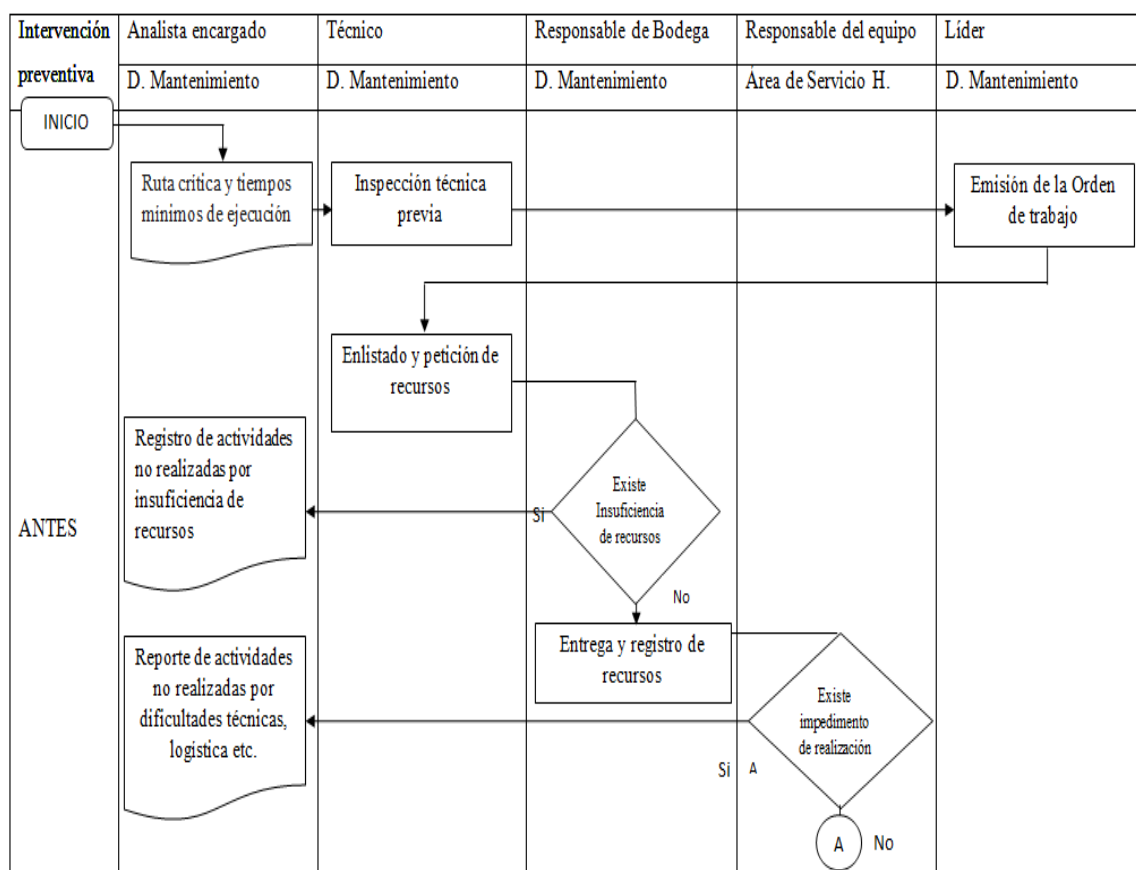 Intervención
preventiva
Analista encargado
D. Mantenimiento
Técnico
D. Mantenimiento
Responsable de Bodega
D. Mantenimiento
Responsable del equipo
Área de Servicio H.
Líder
D. Mantenimiento
INICIO
Ruta critica y tiempos
mínimos de ejecución
Inspección técnica
previa
Emisión de la Orden
de trabajo
Enlistado y petición de
recursos
Registro de actividades
no realizadas por
insuficiencia de
recursos
Existe
Insuficiencia
de recursos
Si
ANTES
No
Entrega y registro de
recursos
Reporte de actividades
no realizadas por
dificultades técnicas,
logística etc.
Existe
impedimento
de realización
Si A
A No